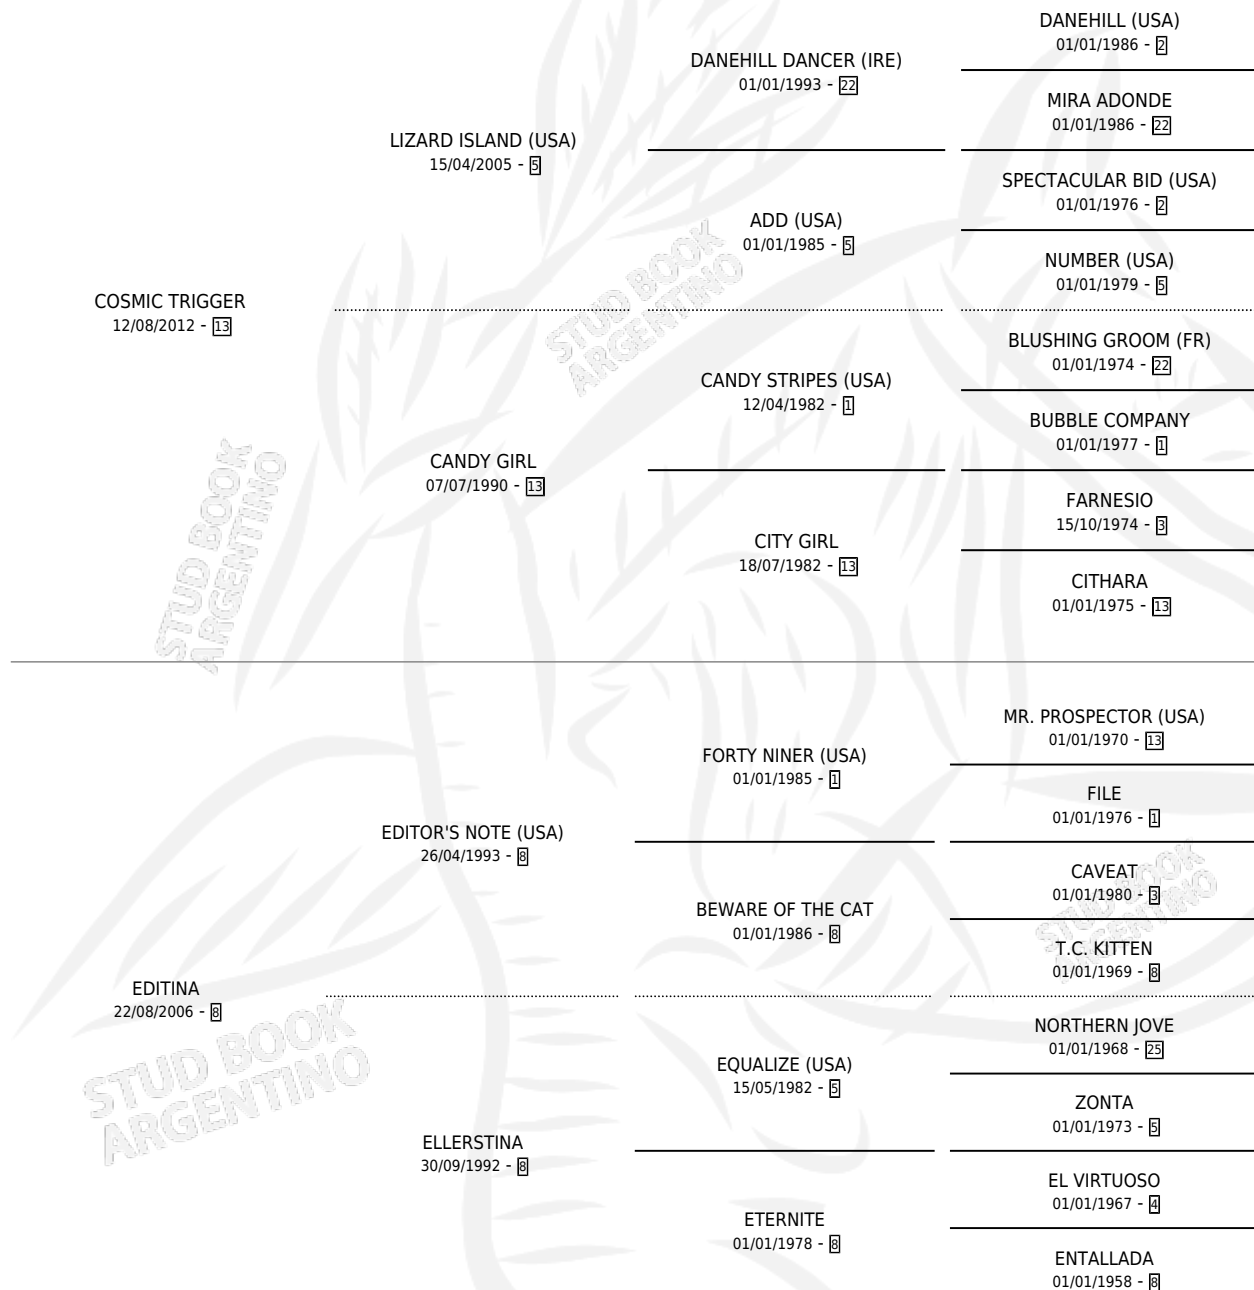 DANEHILL (USA)
01/01/1986 - 2
DANEHILL DANCER (IRE)
01/01/1993 - 22
MIRA ADONDE
01/01/1986 - 22
LIZARD ISLAND (USA)
15/04/2005 - 5
SPECTACULAR BID (USA)
01/01/1976 - 2
ADD (USA)
01/01/1985 - 5
NUMBER (USA)
01/01/1979 - 5
COSMIC TRIGGER
12/08/2012 - 13
STUD BOOK
ARGENTINO
BLUSHING GROOM (FR)
01/01/1974 - 22
CANDY STRIPES (USA)
12/04/1982 - 1
BUBBLE COMPANY
01/01/1977 - 1
CANDY GIRL
07/07/1990 - 13
FARNESIO
15/10/1974 - 3
CITY GIRL
18/07/1982 - 13
CITHARA
01/01/1975 - 13
STUD BOOK
ARGENTINO
MR. PROSPECTOR (USA)
01/01/1970 - 13
FORTY NINER (USA)
01/01/1985 - 1
FILE
01/01/1976 - 1
EDITOR'S NOTE (USA)
26/04/1993 - 8
CAVEAT
01/01/1980 - 3
BEWARE OF THE CAT
01/01/1986 - 8
STUD BOOK
ARGENTINO
T.C. KITTEN
01/01/1969 - 8
EDITINA
22/08/2006 - 8
STUD BOOK
ARGENTINO
NORTHERN JOVE
01/01/1968 - 25
EQUALIZE (USA)
15/05/1982 - 5
ZONTA
01/01/1973 - 5
ELLERSTINA
30/09/1992 - 8
EL VIRTUOSO
01/01/1967 - 4
ETERNITE
01/01/1978 - 8
ENTALLADA
01/01/1958 - 8